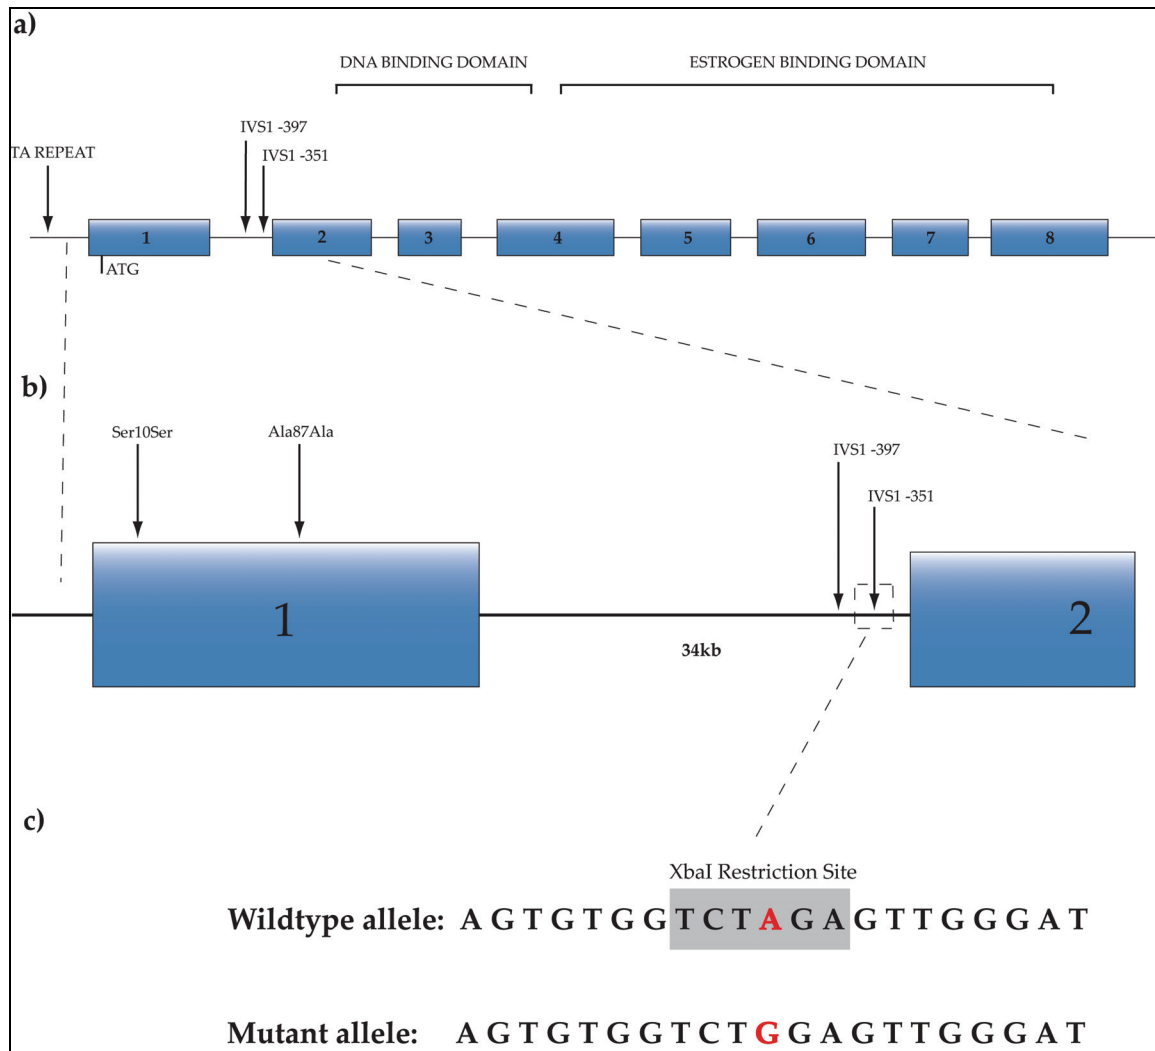 a)
DNA BINDING DOMAIN
ESTROGEN BINDING DOMAIN
IVS1 -397
IVS1 -351
TA REPEAT
1
2
3
4
5
6
7
8
ATG
b)
Ser10Ser
Ala87Ala
IVS1 -397
IVS1 -351
1
2
34kb
c)
XbaI Restriction Site
Wildtype allele: A G T G T G G T C T A G A G T T G G G A T
Mutant allele: A G T G T G G T C T G G A G T T G G G A T